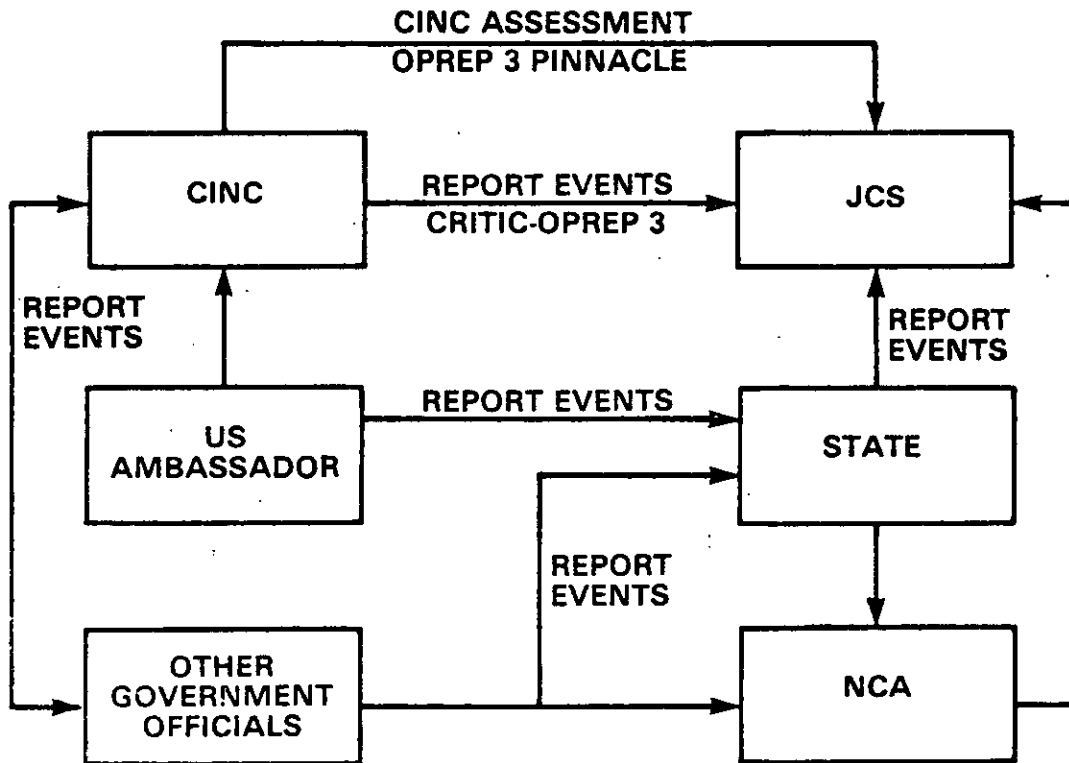 CINC ASSESSMENT
OPREP 3 PINNACLE
CINC
REPORT EVENTS
CRITIC-OPREP 3
JCS
REPORT
EVENTS
REPORT
EVENTS
US
AMBASSADOR
REPORT EVENTS
STATE
REPORT
EVENTS
OTHER
GOVERNMENT
OFFICIALS
NCA